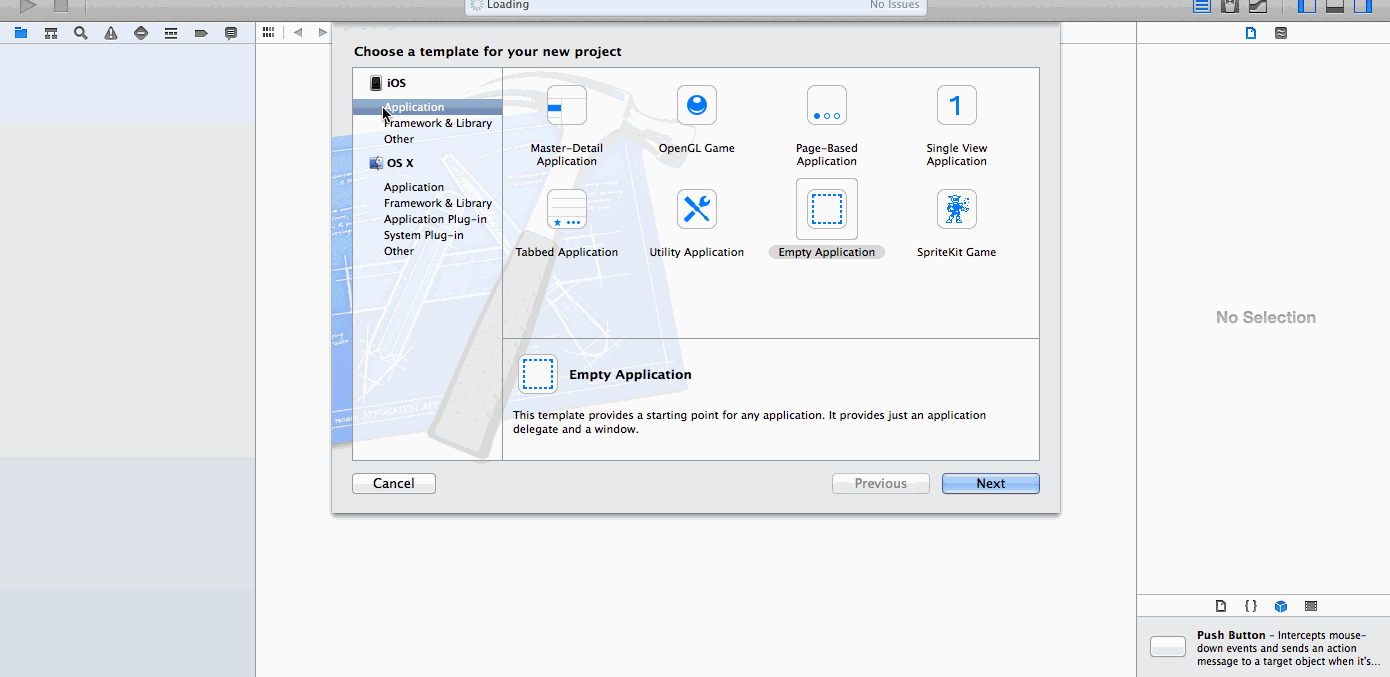 Loading
No Issues
Choose a template for your new project
iOS
Application
Framework & Library
Other
OS X
Application
Framework & Library
Application Plug-in
System Plug-in
Other
Master-Detail
Application
OpenGL Game
Page-Based
Application
1
Single View
Application
Tabbed Application
Utility Application
Empty Application
SpriteKit Game
Empty Application
This template provides a starting point for any application. It provides just an application
delegate and a window.
Cancel
Previous
Next
No Selection
{ }
Push Button – Intercepts mouse-
down events and sends an action
message to a target object when it's...